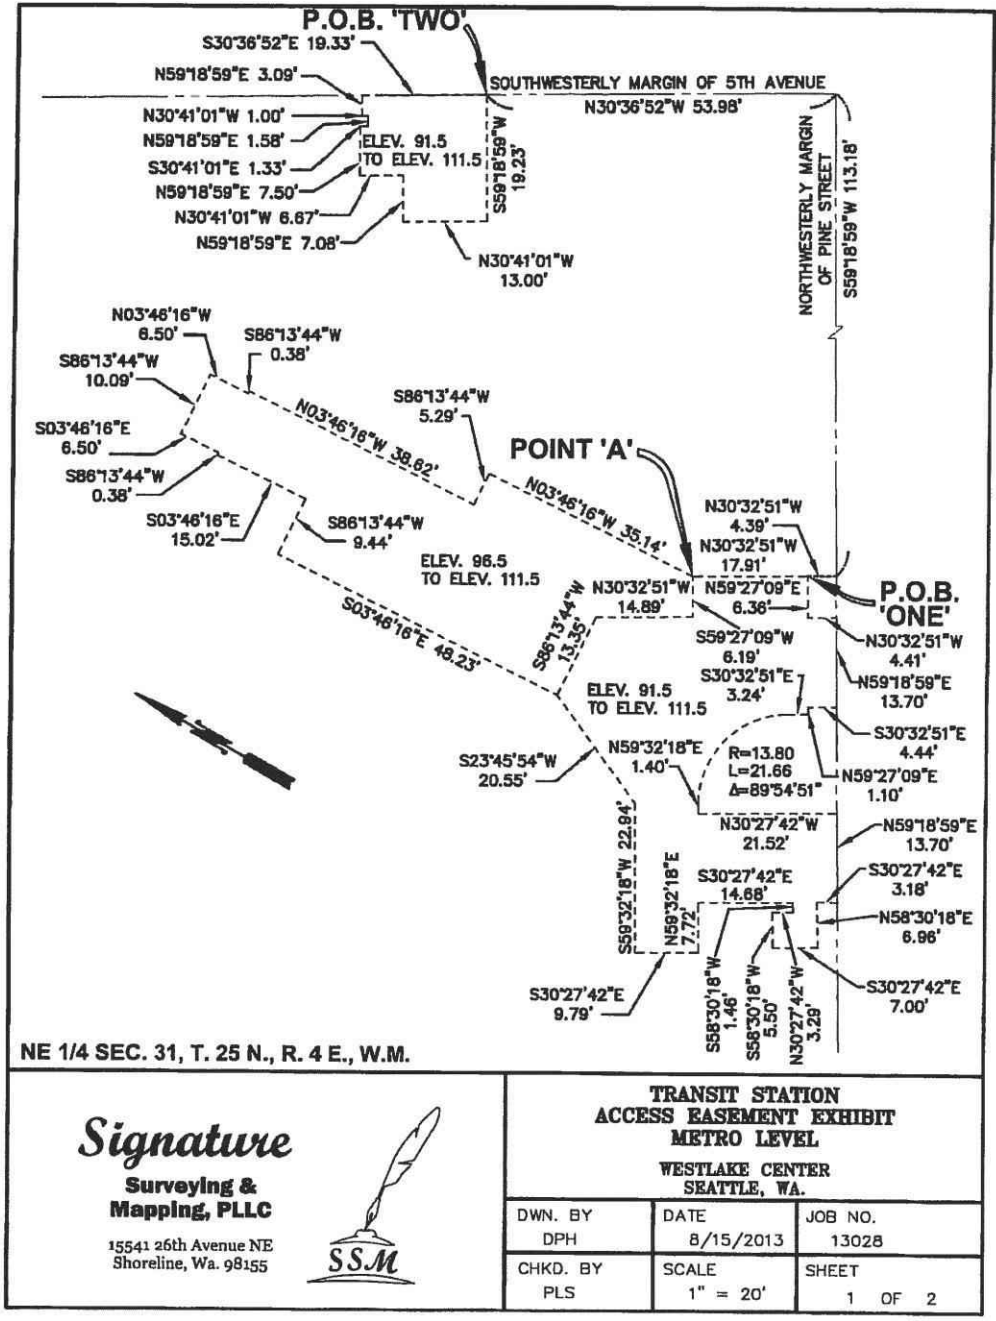 P.O.B. 'TWO'
S30°36'52"E 19.33'
N59°18'59"E 3.09'
SOUTHWESTERLY MARGIN OF 5TH AVENUE
N30°36'52"W 53.98'
N30°41'01"W 1.00'
N59°18'59"E 1.58'
ELEV. 91.5
TO ELEV. 111.5
S30°41'01"E 1.33'
N59°18'59"E 7.50'
N30°41'01"W 6.67'
N59°18'59"E 7.08'
S59°18'59"W
19.23'
N30°41'01"W
13.00'
NORTHWESTERLY MARGIN
OF PINE STREET
S59°18'59"W 113.18'
N03°46'16"W
6.50'
S86°13'44"W
0.38'
S86°13'44"W
10.09'
N03°46'16"W 38.62'
S86°13'44"W
5.29'
S03°46'16"E
6.50'
S86°13'44"W
0.38'
POINT 'A'
N03°46'16"W 35.14'
S03°46'16"E
15.02'
S86°13'44"W
9.44'
N30°32'51"W
4.39'
N30°32'51"W
17.91'
ELEV. 96.5
TO ELEV. 111.5
N30°32'51"W
14.89'
N59°27'09"E
6.36'
P.O.B.
'ONE'
S03°46'16"E 48.23'
S86°13'44"W
13.35'
S59°27'09"W
6.19'
N30°32'51"W
4.41'
S30°32'51"E
3.24'
N59°18'59"E
13.70'
ELEV. 91.5
TO ELEV. 111.5
S30°32'51"E
4.44'
S23°45'54"W
20.55'
N59°32'18"E
1.40'
R=13.80
L=21.66
Δ=89°54'51"
N59°27'09"E
1.10'
N30°27'42"W
21.52'
N59°18'59"E
13.70'
S59°32'18"W 22.94'
N59°32'18"E
7.72'
S30°27'42"E
14.68'
S30°27'42"E
3.18'
N58°30'18"E
6.96'
S30°27'42"E
9.79'
S58°30'18"W
1.46'
S58°30'18"W
5.50'
N30°27'42"W
3.29'
S30°27'42"E
7.00'
NE 1/4 SEC. 31, T. 25 N., R. 4 E., W.M.
Signature
Surveying &
Mapping, PLLC
15541 26th Avenue NE
Shoreline, Wa. 98155
SSM
TRANSIT STATION
ACCESS EASEMENT EXHIBIT
METRO LEVEL
WESTLAKE CENTER
SEATTLE, WA.
DWN. BY
DPH
DATE
8/15/2013
JOB NO.
13028
CHKD. BY
PLS
SCALE
1" = 20'
SHEET
1 OF 2